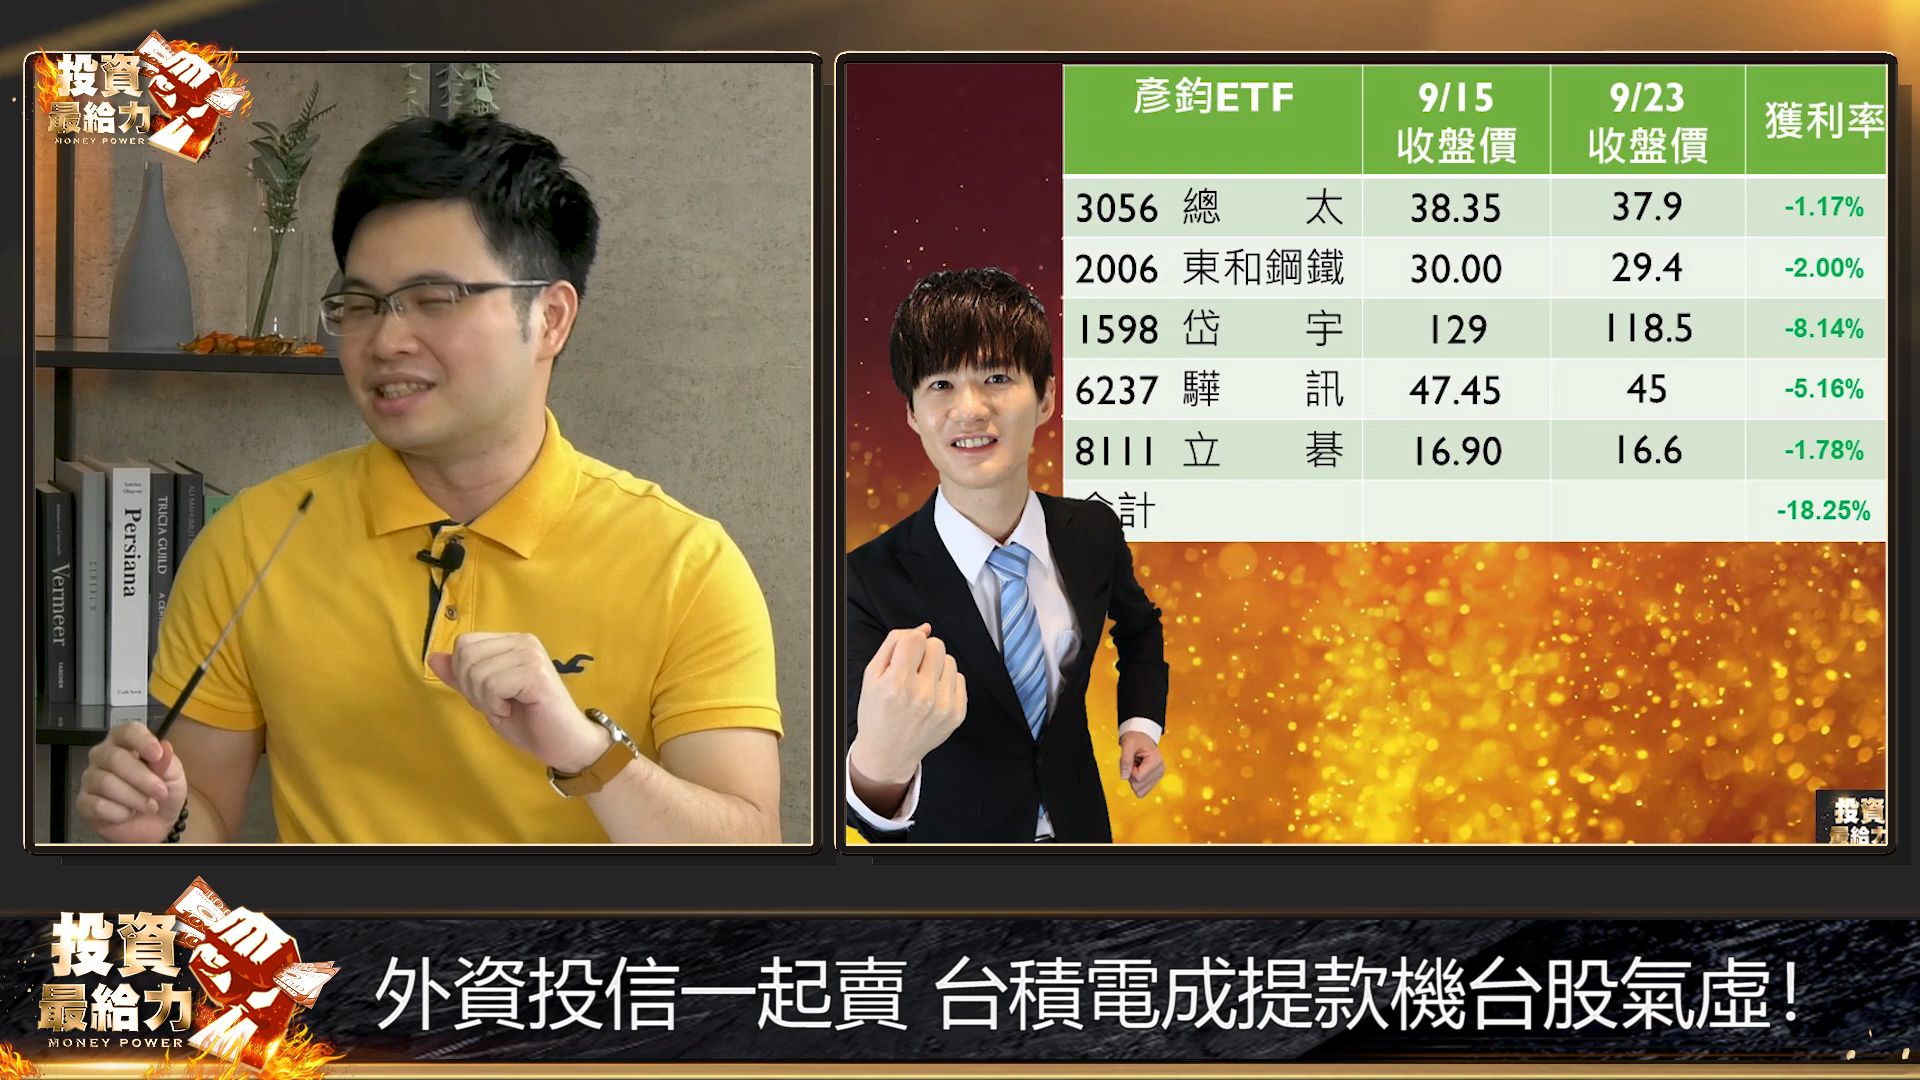 投資
最給力
MONEY POWER
彥鈞ETF 9/15 收盤價 9/23 收盤價 獲利率
3056 總太 38.35 37.9 -1.17%
2006 東和鋼鐵 30.00 29.4 -2.00%
1598 岱宇 129 118.5 -8.14%
6237 驊訊 47.45 45 -5.16%
8111 立碁 16.90 16.6 -1.78%
合計 -18.25%
Persiana
TRICIA GUILD
Vermeer
TASCHEN
CEREAL
投資
最給力
投資
最給力
MONEY POWER
外資投信一起賣 台積電成提款機台股氣虛!